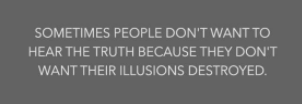 SOMETIMES PEOPLE DON'T WANT TO
HEAR THE TRUTH BECAUSE THEY DON'T
WANT THEIR ILLUSIONS DESTROYED.